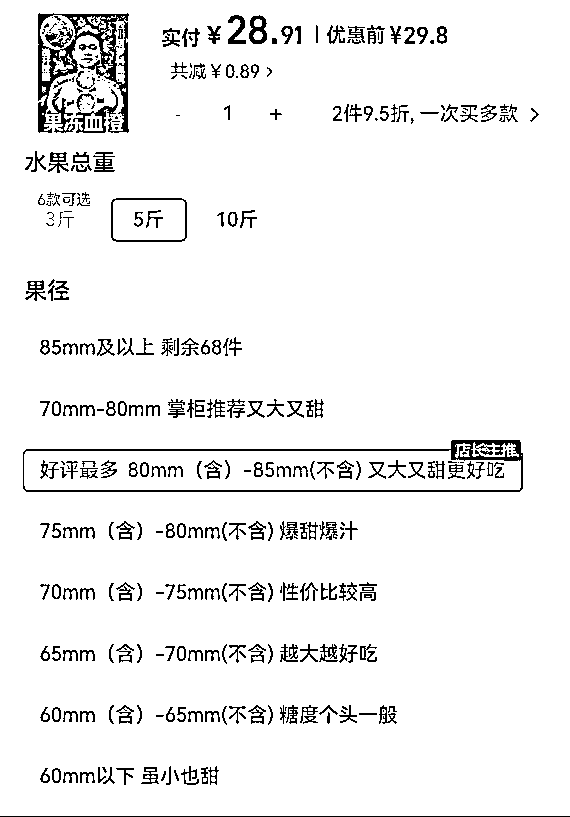 实付 ¥28.91 | 优惠前 ¥29.8
共减 ¥0.89 >
果冻血橙
- 1 + 2件9.5折, 一次买多款 >
水果总重
6款可选
3斤 5斤 10斤
果径
85mm及以上 剩余68件
70mm-80mm 掌柜推荐又大又甜
店长主推
好评最多 80mm（含）-85mm(不含) 又大又甜更好吃
75mm（含）-80mm(不含) 爆甜爆汁
70mm（含）-75mm(不含) 性价比较高
65mm（含）-70mm(不含) 越大越好吃
60mm（含）-65mm(不含) 糖度个头一般
60mm以下 虽小也甜